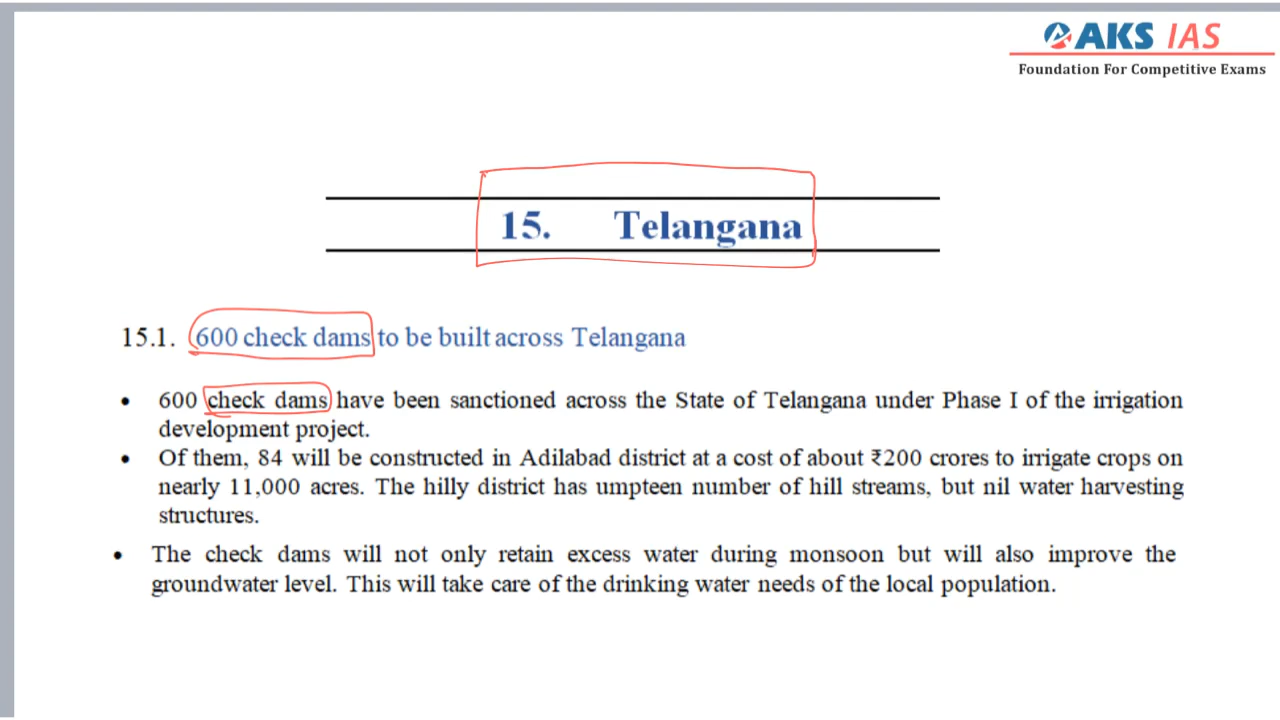 AKS IAS
Foundation For Competitive Exams
15. Telangana
15.1. 600 check dams to be built across Telangana
• 600 check dams have been sanctioned across the State of Telangana under Phase I of the irrigation
development project.
• Of them, 84 will be constructed in Adilabad district at a cost of about ₹200 crores to irrigate crops on
nearly 11,000 acres. The hilly district has umpteen number of hill streams, but nil water harvesting
structures.
• The check dams will not only retain excess water during monsoon but will also improve the
groundwater level. This will take care of the drinking water needs of the local population.